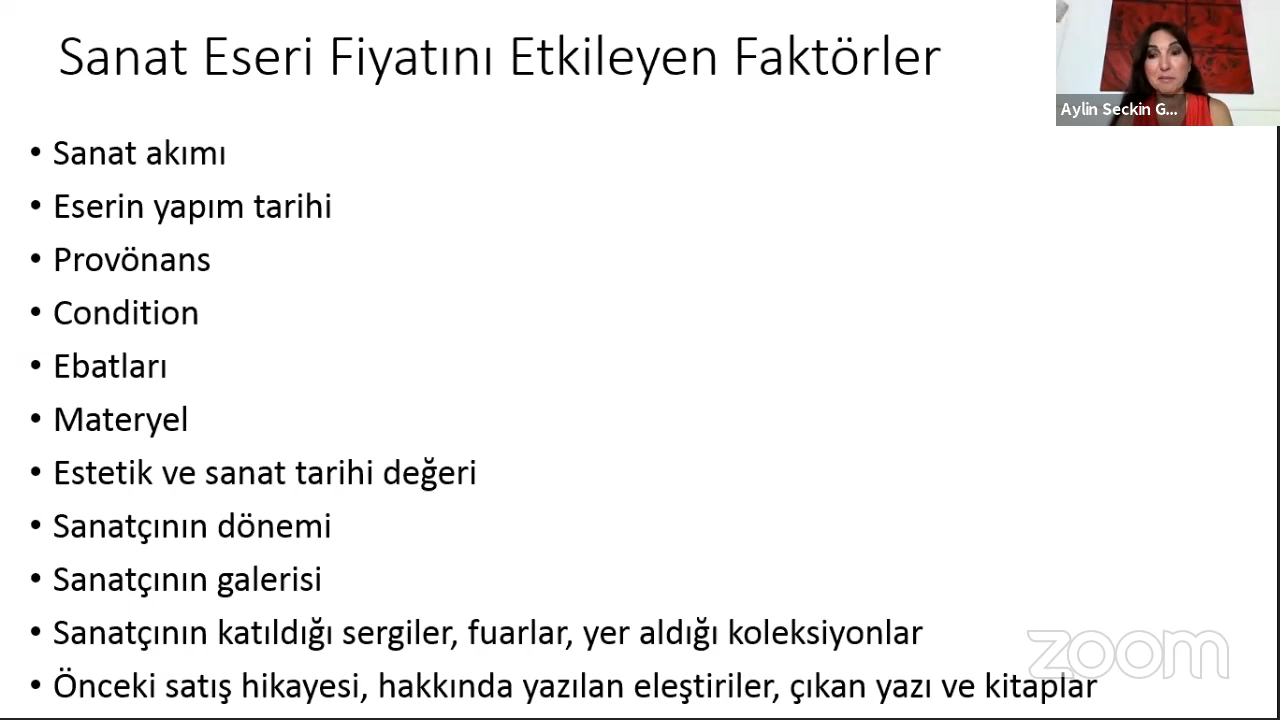 Sanat Eseri Fiyatını Etkileyen Faktörler
Aylin Seckin G...
• Sanat akımı
• Eserin yapım tarihi
• Provönans
• Condition
• Ebatları
• Materyel
• Estetik ve sanat tarihi değeri
• Sanatçının dönemi
• Sanatçının galerisi
• Sanatçının katıldığı sergiler, fuarlar, yer aldığı koleksiyonlar
• Önceki satış hikayesi, hakkında yazılan eleştiriler, çıkan yazı ve kitaplar
zoom